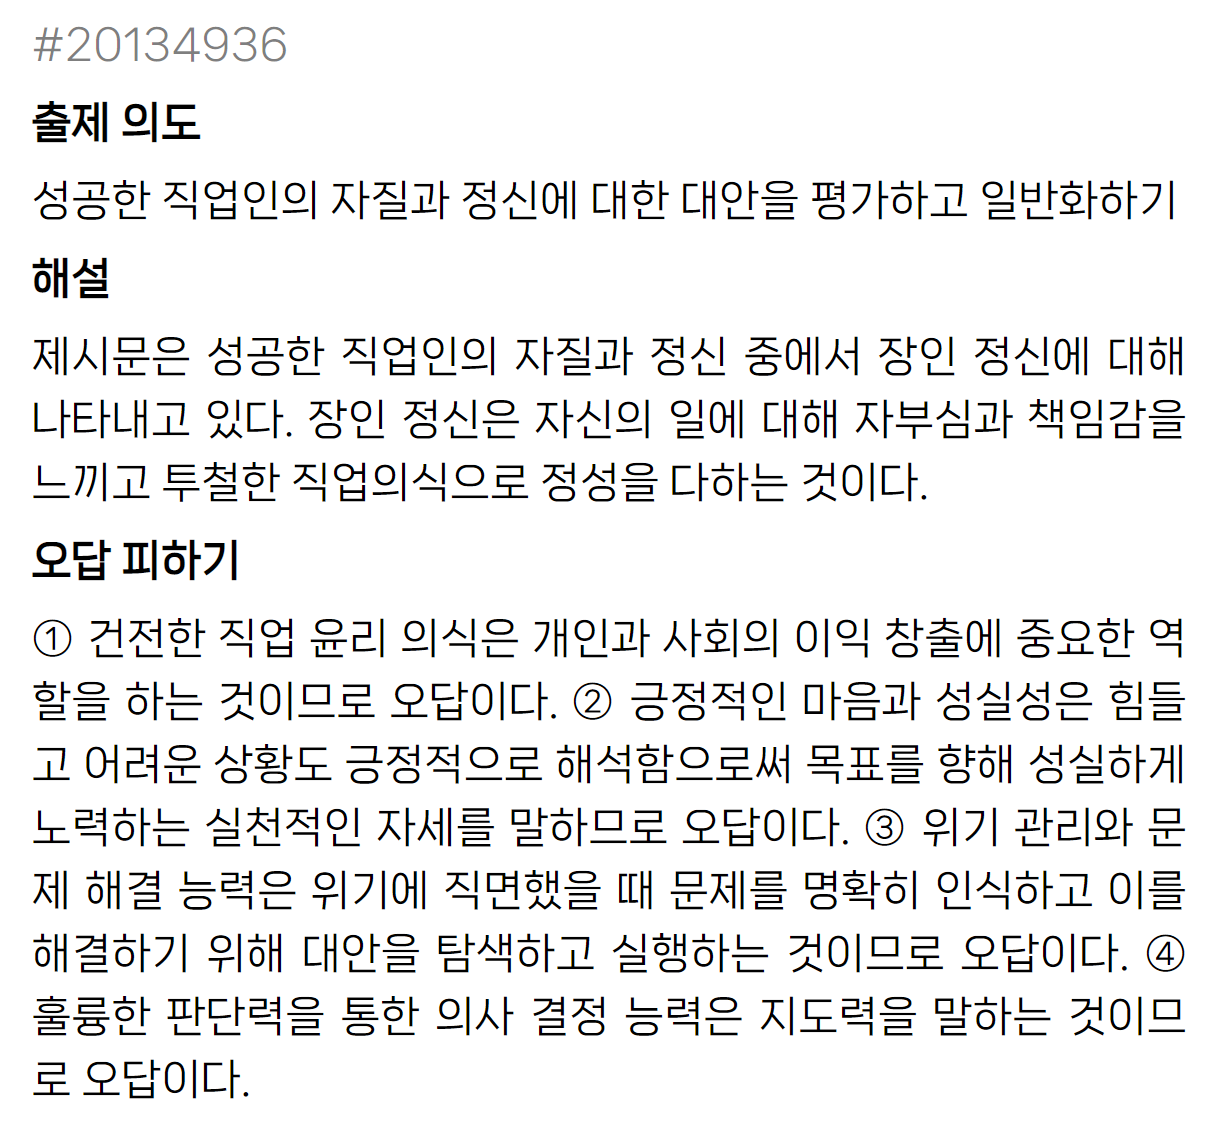 #20134936
출제 의도
성공한 직업인의 자질과 정신에 대한 대안을 평가하고 일반화하기
해설
제시문은 성공한 직업인의 자질과 정신 중에서 장인 정신에 대해
나타내고 있다. 장인 정신은 자신의 일에 대해 자부심과 책임감을
느끼고 투철한 직업의식으로 정성을 다하는 것이다.
오답 피하기
① 건전한 직업 윤리 의식은 개인과 사회의 이익 창출에 중요한 역
할을 하는 것이므로 오답이다. ② 긍정적인 마음과 성실성은 힘들
고 어려운 상황도 긍정적으로 해석함으로써 목표를 향해 성실하게
노력하는 실천적인 자세를 말하므로 오답이다. ③ 위기 관리와 문
제 해결 능력은 위기에 직면했을 때 문제를 명확히 인식하고 이를
해결하기 위해 대안을 탐색하고 실행하는 것이므로 오답이다. ④
훌륭한 판단력을 통한 의사 결정 능력은 지도력을 말하는 것이므
로 오답이다.